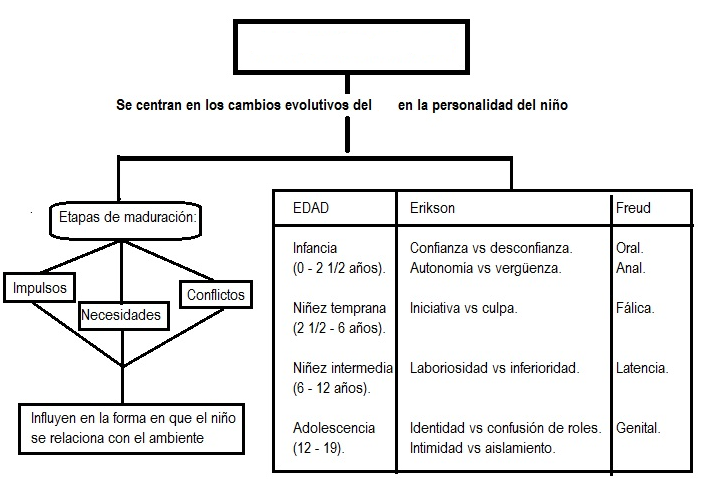 Se centran en los cambios evolutivos del en la personalidad del niño
Etapas de maduración:
Impulsos
Necesidades
Conflictos
Influyen en la forma en que el niño
se relaciona con el ambiente
EDAD Erikson Freud
Infancia Confianza vs desconfianza. Oral.
(0 - 2 1/2 años). Autonomía vs vergüenza. Anal.
Niñez temprana Iniciativa vs culpa. Fálica.
(2 1/2 - 6 años).
Niñez intermedia Laboriosidad vs inferioridad. Latencia.
(6 - 12 años).
Adolescencia Identidad vs confusión de roles. Genital.
(12 - 19). Intimidad vs aislamiento.